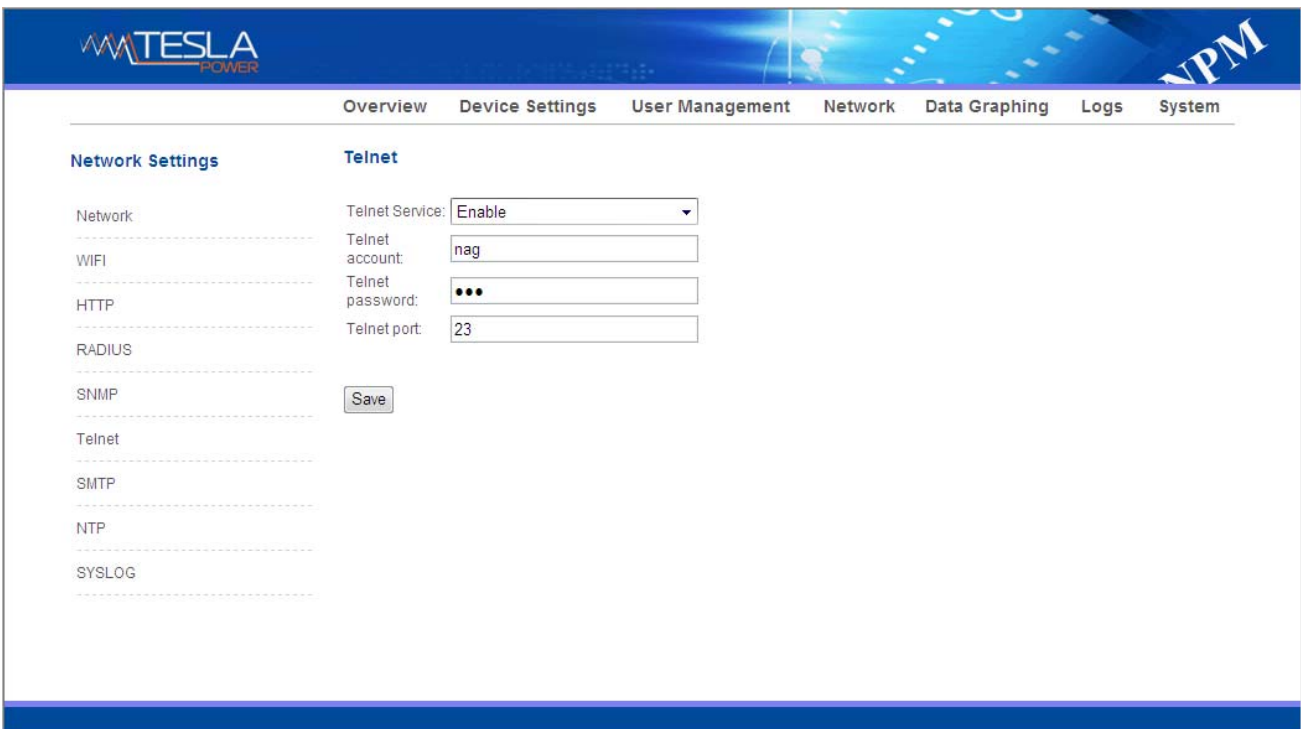 TESLA
POWER
NPM
Overview Device Settings User Management Network Data Graphing Logs System
Network Settings
Network
WIFI
HTTP
RADIUS
SNMP
Telnet
SMTP
NTP
SYSLOG
Telnet
Telnet Service: Enable
Telnet
account: nag
Telnet
password: •••
Telnet port: 23
Save